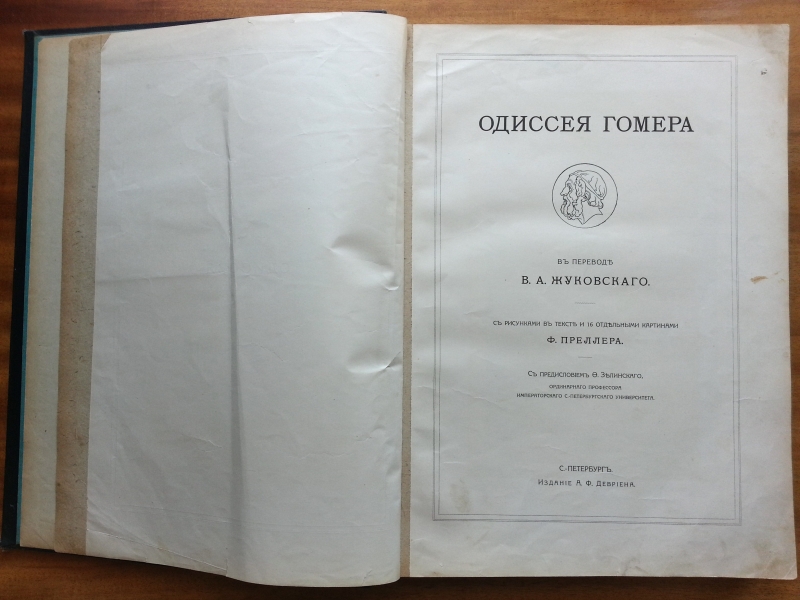 ОДИССЕЯ ГОМЕРА
ВЪ ПЕРЕВОДѢ
В. А. ЖУКОВСКАГО.
СЪ РИСУНКАМИ ВЪ ТЕКСТѢ И 16 ОТДѢЛЬНЫМИ КАРТИНАМИ
Ф. ПРЕЛЛЕРА.
СЪ ПРЕДИСЛОВІЕМЪ Ѳ. ЗѢЛИНСКАГО,
ОРДИНАРНАГО ПРОФЕССОРА
ИМПЕРАТОРСКАГО С.-ПЕТЕРБУРГСКАГО УНИВЕРСИТЕТА.
С.-ПЕТЕРБУРГЪ.
ИЗДАНІЕ А. Ф. ДЕВРІЕНА.